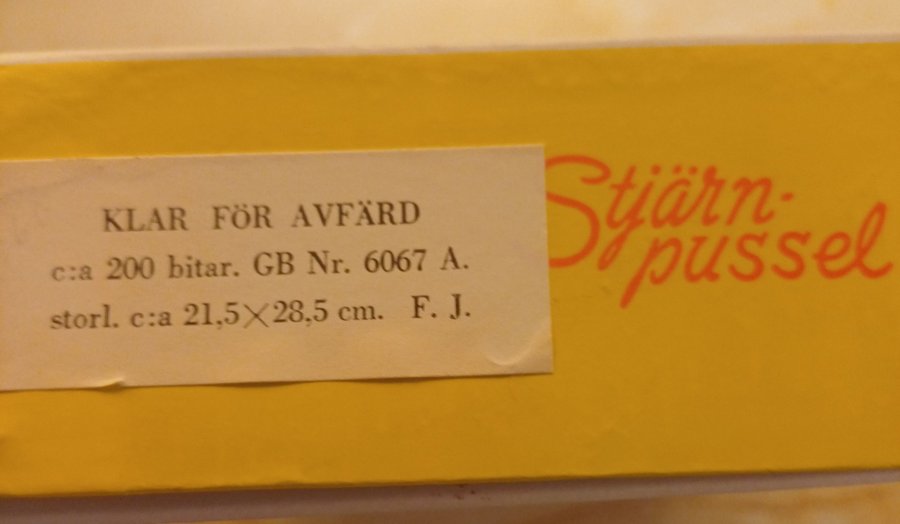 KLAR FÖR AVFÄRD
c:a 200 bitar. GB Nr. 6067 A.
storl. c:a 21,5×28,5 cm. F. J.
Stjärn-
pussel